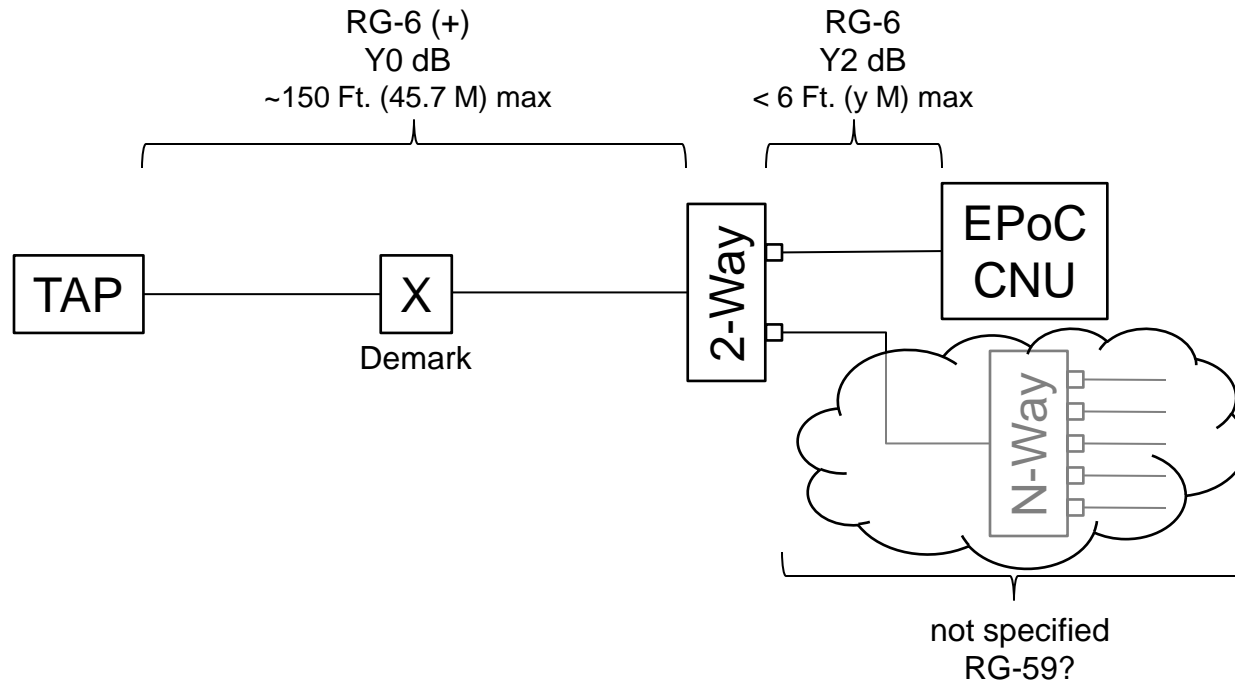 RG-6 (+)
Y0 dB
~150 Ft. (45.7 M) max
RG-6
Y2 dB
< 6 Ft. (y M) max
TAP
X
Demark
2-Way
EPoC
CNU
N-Way
not specified
RG-59?